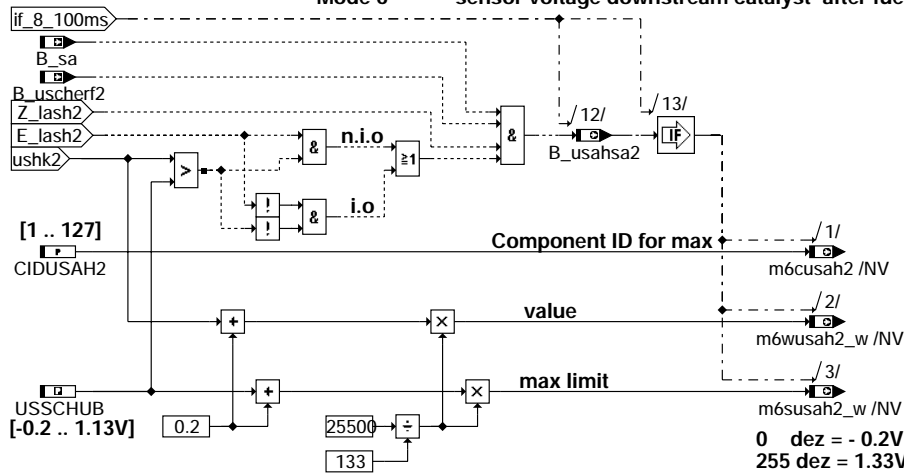 Mode 6 sensor voltage downstream catalyst after fue
if_8_100ms
B_sa
B_uscherf2
Z_lash2
E_lash2
ushk2
n.i.o
i.o
&
&
&
≥1
>
!
!
/12/
B_usahsa2
/13/
IF
[1 .. 127]
P
CIDUSAH2
Component ID for max
/1/
m6cusah2 /NV
+
×
value
/2/
m6wusah2_w /NV
USSCHUB
[-0.2 .. 1.13V]
+
×
max limit
/3/
m6susah2_w /NV
0.2
25500
÷
133
0 dez = - 0.2V
255 dez = 1.33V